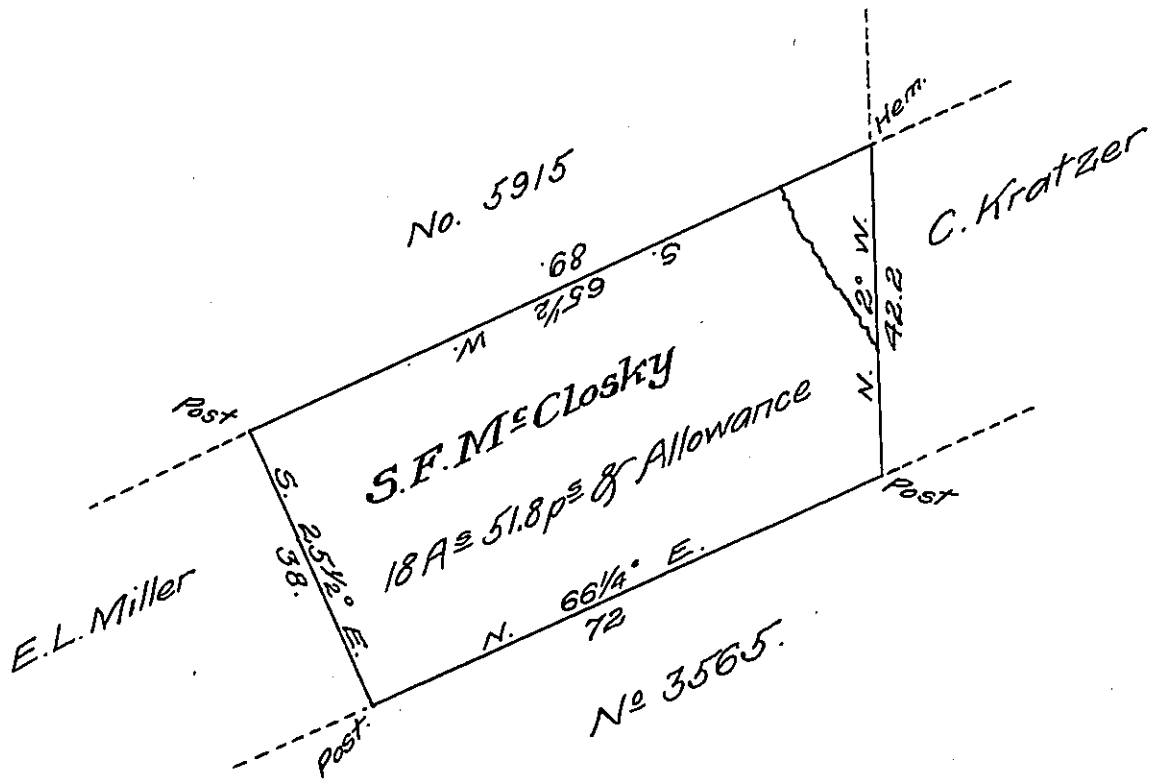 No. 5915
Hem.
C. Kratzer
89.
S. 65½ W.
N. 2° W.
42.2
Post
S. F. McClosky
18 As 51.8 ps & Allowance
Post
S. 25½° E.
38.
E. L. Miller
N. 66¼° E.
72
Post.
No 3565.